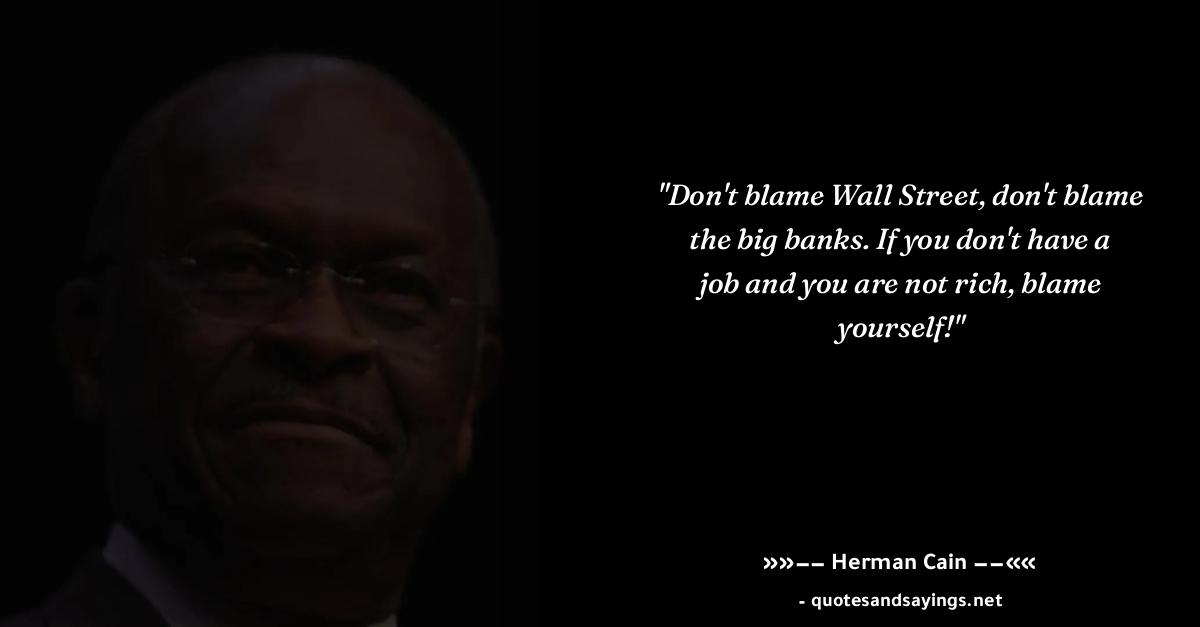 "Don't blame Wall Street, don't blame
the big banks. If you don't have a
job and you are not rich, blame
yourself!"
»»−− Herman Cain −−««
- quotesandsayings.net